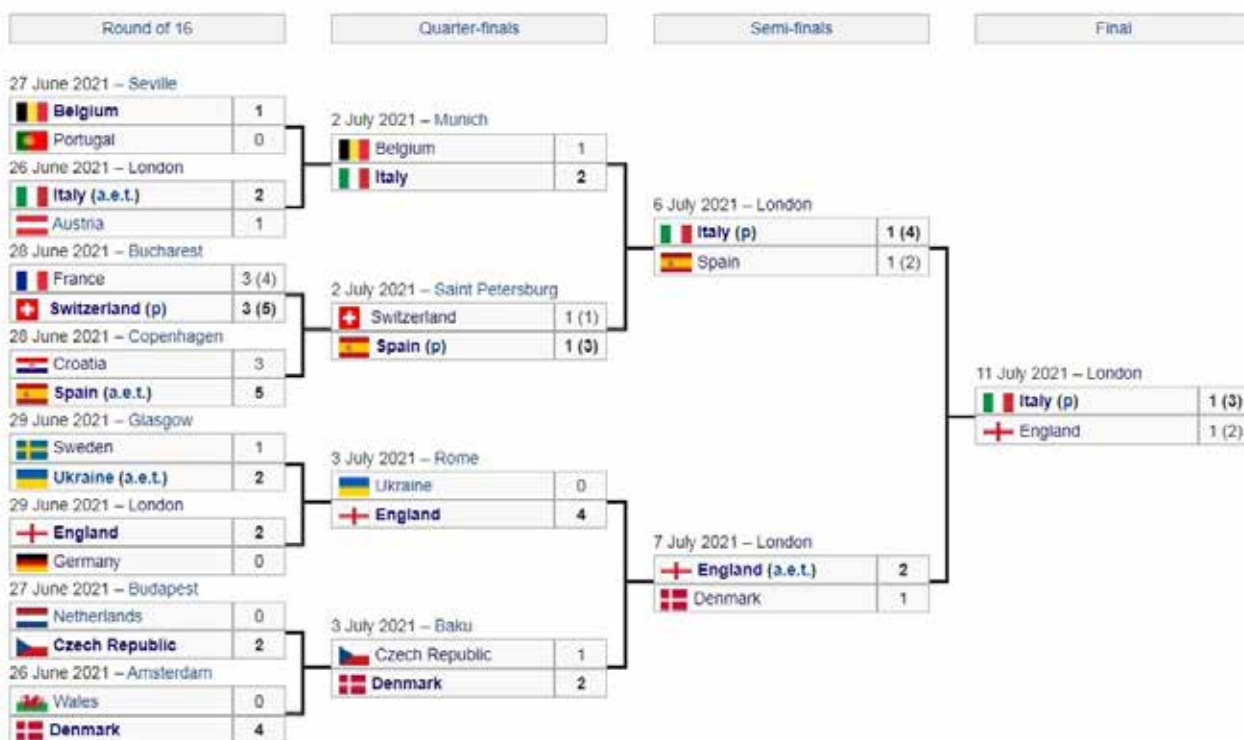 Round of 16
Quarter-finals
Semi-finals
Final
27 June 2021 – Seville
Belgium 1
Portugal 0
26 June 2021 – London
Italy (a.e.t.) 2
Austria 1
28 June 2021 – Bucharest
France 3 (4)
Switzerland (p) 3 (5)
28 June 2021 – Copenhagen
Croatia 3
Spain (a.e.t.) 5
29 June 2021 – Glasgow
Sweden 1
Ukraine (a.e.t.) 2
29 June 2021 – London
England 2
Germany 0
27 June 2021 – Budapest
Netherlands 0
Czech Republic 2
26 June 2021 – Amsterdam
Wales 0
Denmark 4
2 July 2021 – Munich
Belgium 1
Italy 2
2 July 2021 – Saint Petersburg
Switzerland 1 (1)
Spain (p) 1 (3)
3 July 2021 – Rome
Ukraine 0
England 4
3 July 2021 – Baku
Czech Republic 1
Denmark 2
6 July 2021 – London
Italy (p) 1 (4)
Spain 1 (2)
7 July 2021 – London
England (a.e.t.) 2
Denmark 1
11 July 2021 – London
Italy (p) 1 (3)
England 1 (2)